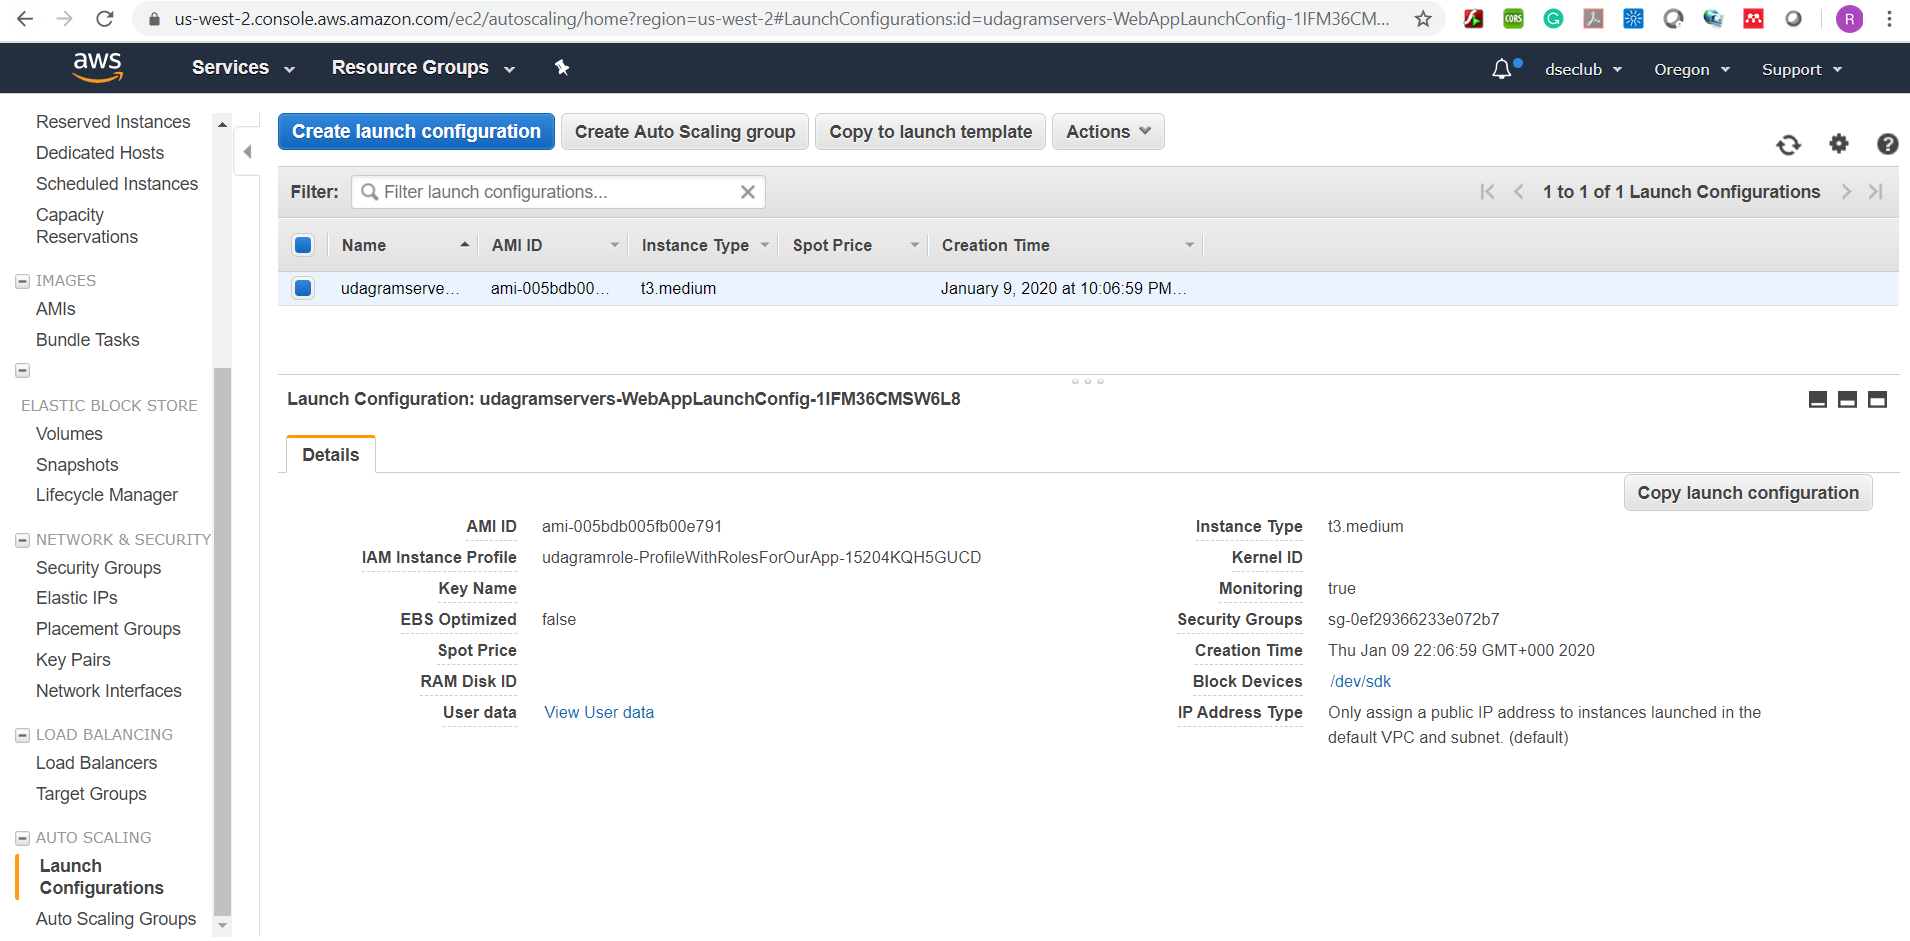 us-west-2.console.aws.amazon.com/ec2/autoscaling/home?region=us-west-2#LaunchConfigurations:id=udagramservers-WebAppLaunchConfig-1IFM36CM...
CORS
R
aws
Services
Resource Groups
dseclub
Oregon
Support
Reserved Instances
Dedicated Hosts
Scheduled Instances
Capacity
Reservations
IMAGES
AMIs
Bundle Tasks
ELASTIC BLOCK STORE
Volumes
Snapshots
Lifecycle Manager
NETWORK & SECURITY
Security Groups
Elastic IPs
Placement Groups
Key Pairs
Network Interfaces
LOAD BALANCING
Load Balancers
Target Groups
AUTO SCALING
Launch
Configurations
Auto Scaling Groups
Create launch configuration
Create Auto Scaling group
Copy to launch template
Actions
Filter:
Filter launch configurations...
1 to 1 of 1 Launch Configurations
Name
AMI ID
Instance Type
Spot Price
Creation Time
udagramserve...
ami-005bdb00...
t3.medium
January 9, 2020 at 10:06:59 PM...
Launch Configuration: udagramservers-WebAppLaunchConfig-1IFM36CMSW6L8
Details
Copy launch configuration
AMI ID ami-005bdb005fb00e791
IAM Instance Profile udagramrole-ProfileWithRolesForOurApp-15204KQH5GUCD
Key Name
EBS Optimized false
Spot Price
RAM Disk ID
User data View User data
Instance Type t3.medium
Kernel ID
Monitoring true
Security Groups sg-0ef29366233e072b7
Creation Time Thu Jan 09 22:06:59 GMT+000 2020
Block Devices /dev/sdk
IP Address Type Only assign a public IP address to instances launched in the
default VPC and subnet. (default)